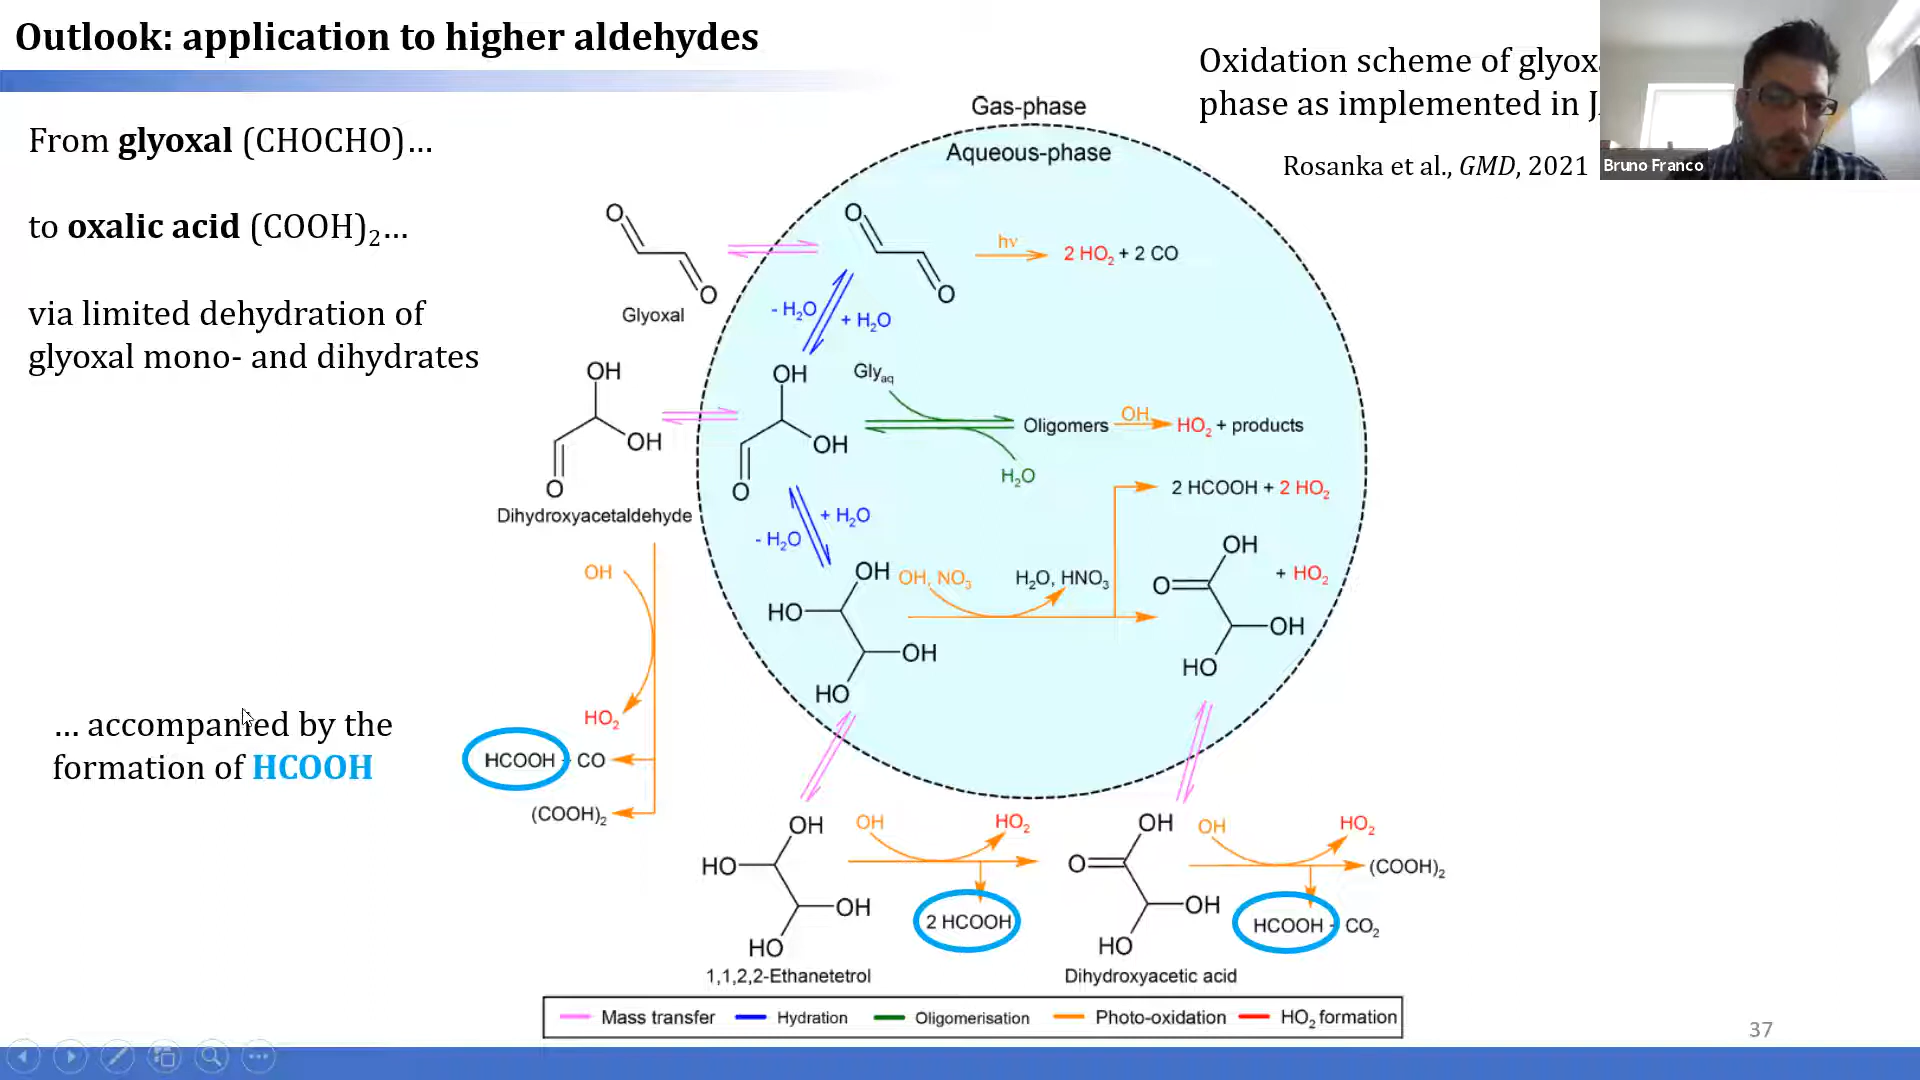 Outlook: application to higher aldehydes
Oxidation scheme of
phase as implemented in
Rosanka et al., GMD, 2021
Bruno Franco
From glyoxal (CHOCHO)…
to oxalic acid (COOH)₂…
via limited dehydration of
glyoxal mono- and dihydrates
… accompanied by the
formation of HCOOH
Gas-phase
Aqueous-phase
O
O
Glyoxal
O
O
hν
2 HO₂ + 2 CO
- H₂O
+ H₂O
OH
OH
O
Dihydroxyacetaldehyde
OH
OH
O
Glyₐq
H₂O
Oligomers
OH
HO₂ + products
+ H₂O
- H₂O
2 HCOOH + 2 HO₂
OH
HO
OH
HO
OH, NO₃
H₂O, HNO₃
OH
O
OH
HO
+ HO₂
OH
HO₂
HCOOH + CO
(COOH)₂
OH
HO
OH
HO
1,1,2,2-Ethanetetrol
OH
HO₂
2 HCOOH
OH
O
OH
HO
Dihydroxyacetic acid
OH
HO₂
(COOH)₂
HCOOH + CO₂
Mass transfer
Hydration
Oligomerisation
Photo-oxidation
HO₂ formation
37